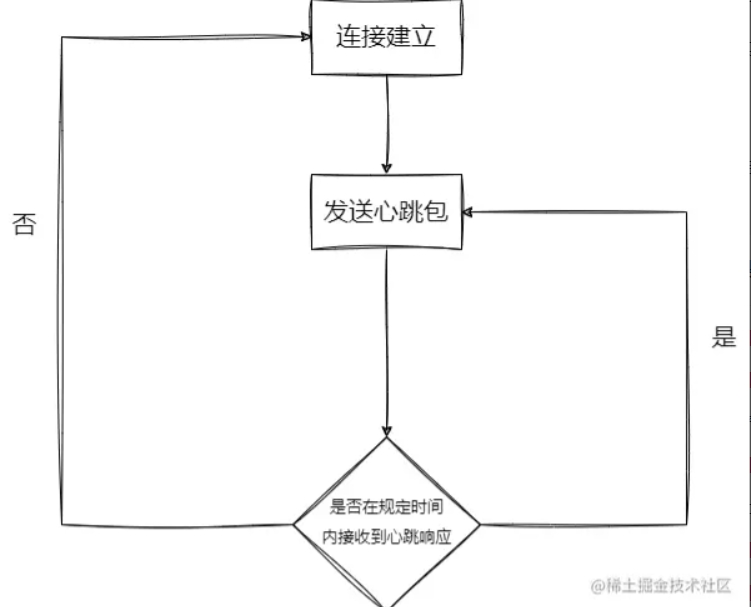 连接建立
发送心跳包
否
是
是否在规定时间
内接收到心跳响应
@稀土掘金技术社区